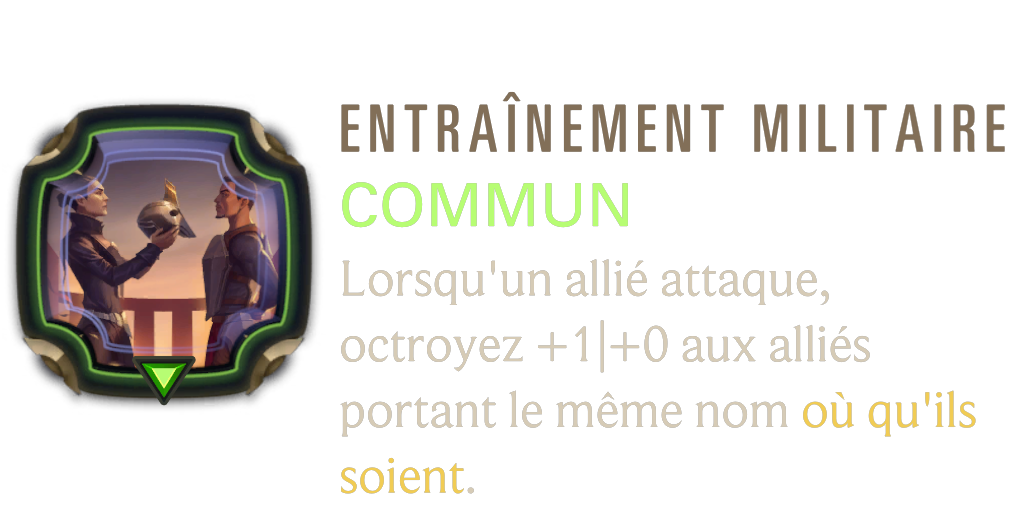 ENTRAÎNEMENT MILITAIRE
COMMUN
Lorsqu'un allié attaque,
octroyez +1|+0 aux alliés
portant le même nom où qu'ils
soient.